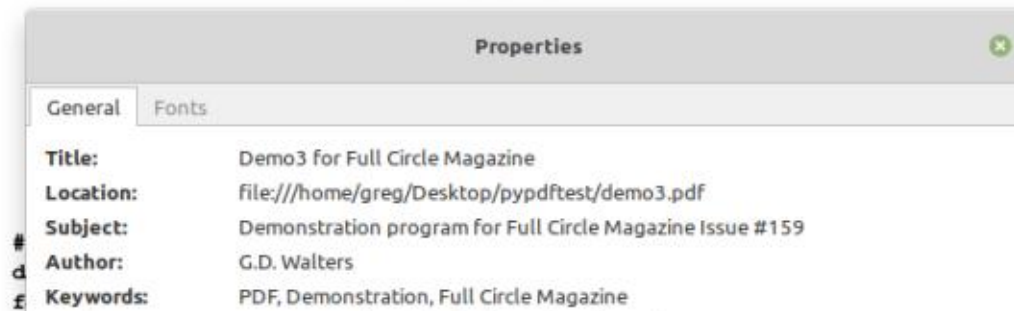 Properties
General Fonts
Title: Demo3 for Full Circle Magazine
Location: file:///home/greg/Desktop/pypdftest/demo3.pdf
Subject: Demonstration program for Full Circle Magazine Issue #159
#
Author: G.D. Walters
d
Keywords: PDF, Demonstration, Full Circle Magazine
f